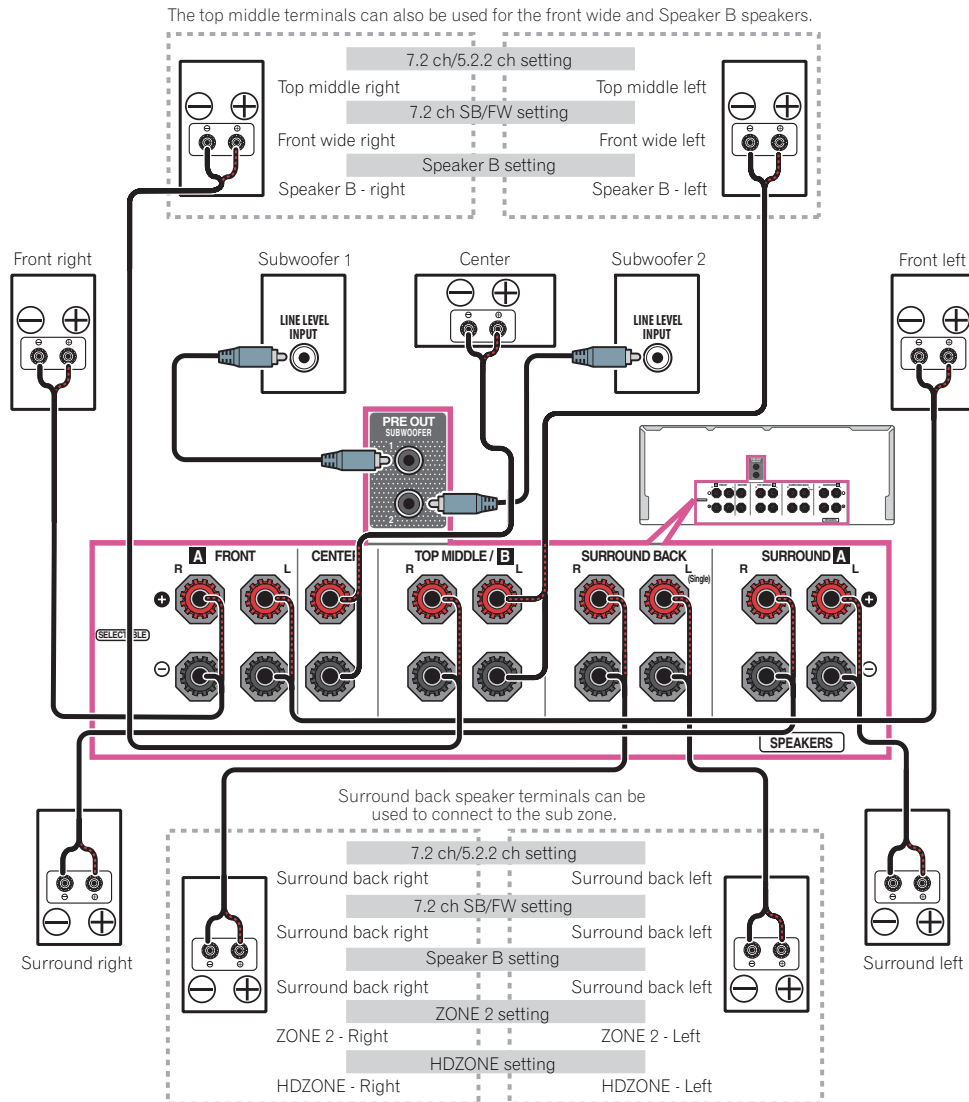 The top middle terminals can also be used for the front wide and Speaker B speakers.
7.2 ch/5.2.2 ch setting
Top middle right
Top middle left
7.2 ch SB/FW setting
Front wide right
Front wide left
Speaker B setting
Speaker B - right
Speaker B - left
Front right
Subwoofer 1
Center
Subwoofer 2
Front left
LINE LEVEL
INPUT
LINE LEVEL
INPUT
PRE OUT
SUBWOOFER
1
2
A FRONT
CENTER
TOP MIDDLE / B
SURROUND BACK
SURROUND A
R L
R L
R L
(Single)
R L
SELECTABLE
SPEAKERS
Surround back speaker terminals can be
used to connect to the sub zone.
7.2 ch/5.2.2 ch setting
Surround back right
Surround back left
7.2 ch SB/FW setting
Surround back right
Surround back left
Speaker B setting
Surround back right
Surround back left
ZONE 2 setting
ZONE 2 - Right
ZONE 2 - Left
HDZONE setting
HDZONE - Right
HDZONE - Left
Surround right
Surround left